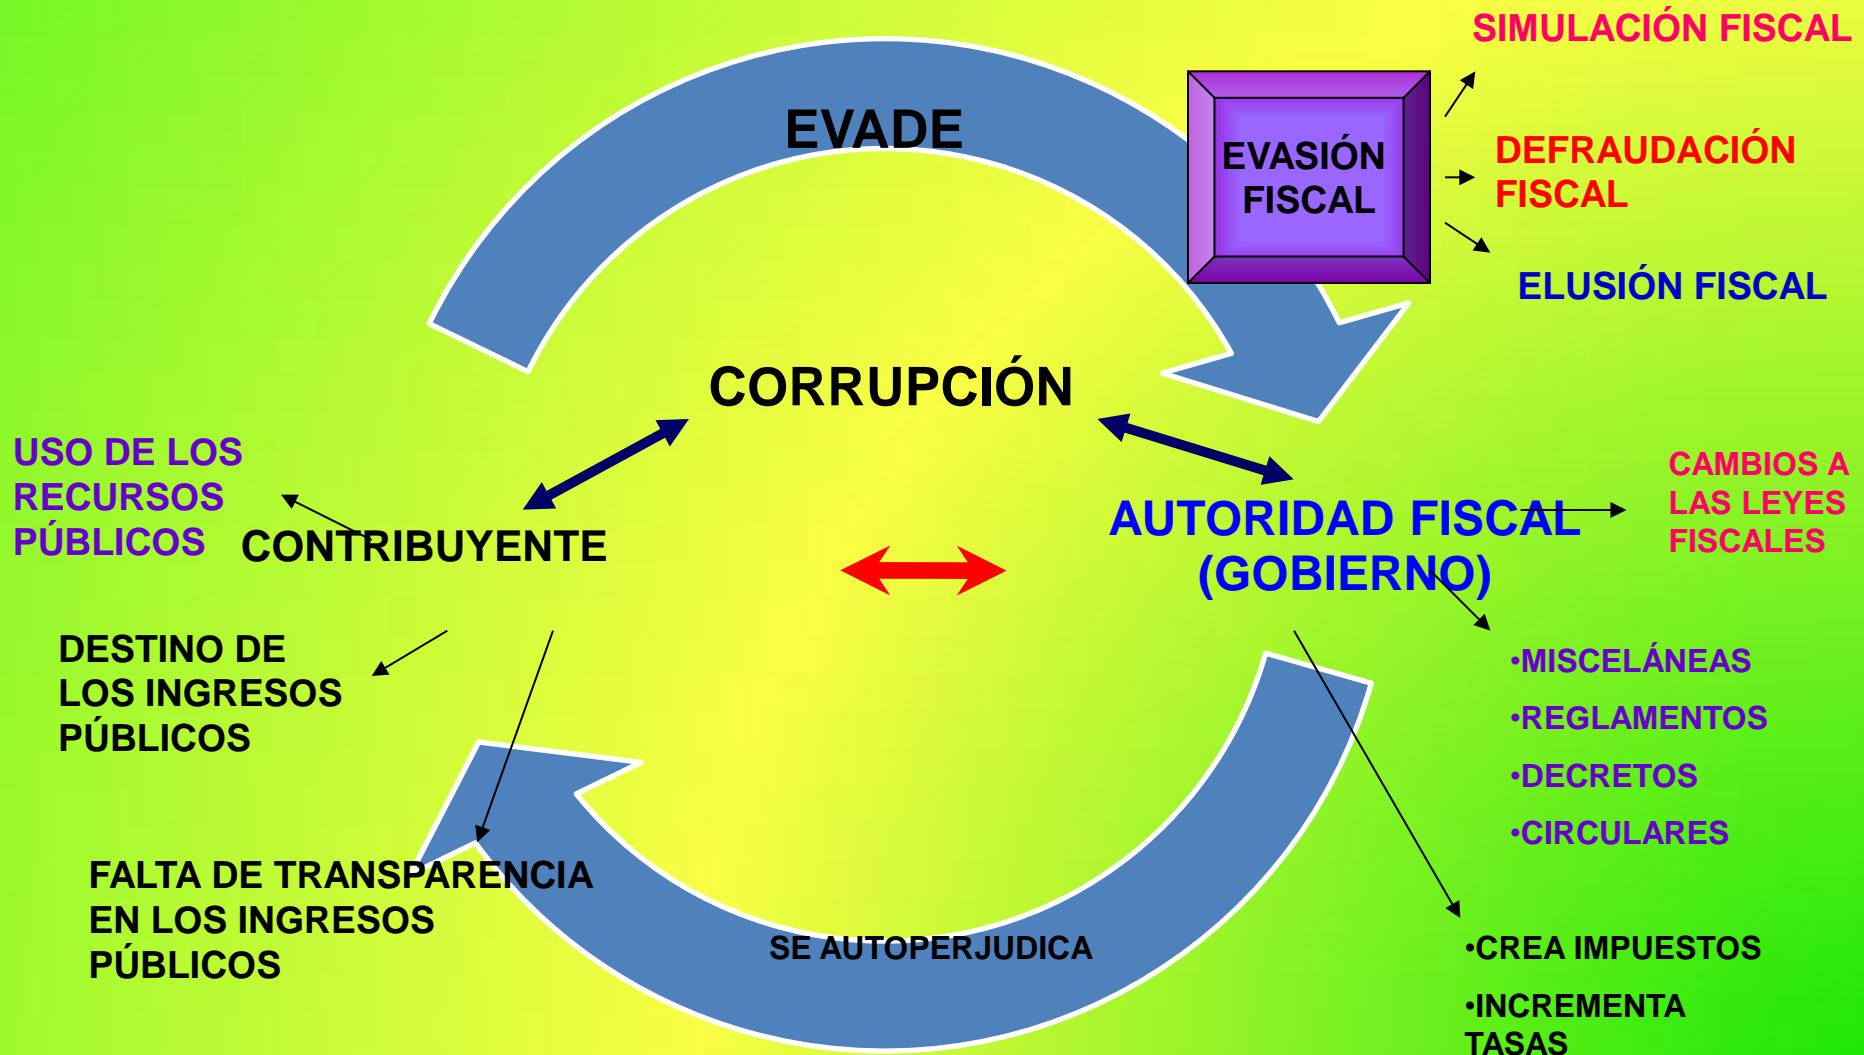 SIMULACIÓN FISCAL
EVADE
EVASIÓN
FISCAL
DEFRAUDACIÓN
FISCAL
ELUSIÓN FISCAL
CORRUPCIÓN
USO DE LOS
RECURSOS
PÚBLICOS
CONTRIBUYENTE
AUTORIDAD FISCAL
(GOBIERNO)
CAMBIOS A
LAS LEYES
FISCALES
DESTINO DE
LOS INGRESOS
PÚBLICOS
•MISCELÁNEAS
•REGLAMENTOS
•DECRETOS
•CIRCULARES
FALTA DE TRANSPARENCIA
EN LOS INGRESOS
PÚBLICOS
SE AUTOPERJUDICA
•CREA IMPUESTOS
•INCREMENTA
TASAS